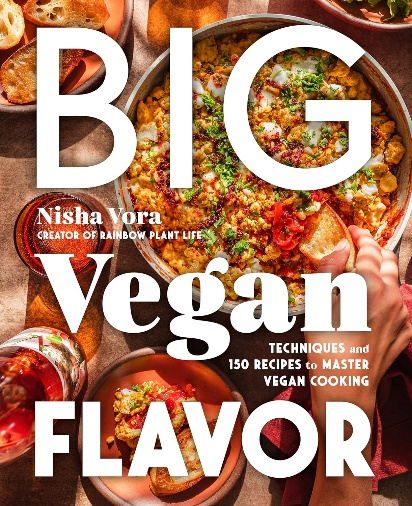 BIG
Nisha Vora
CREATOR OF RAINBOW PLANT LIFE
Vegan
TECHNIQUES and
150 RECIPES to MASTER
VEGAN COOKING
FLAVOR